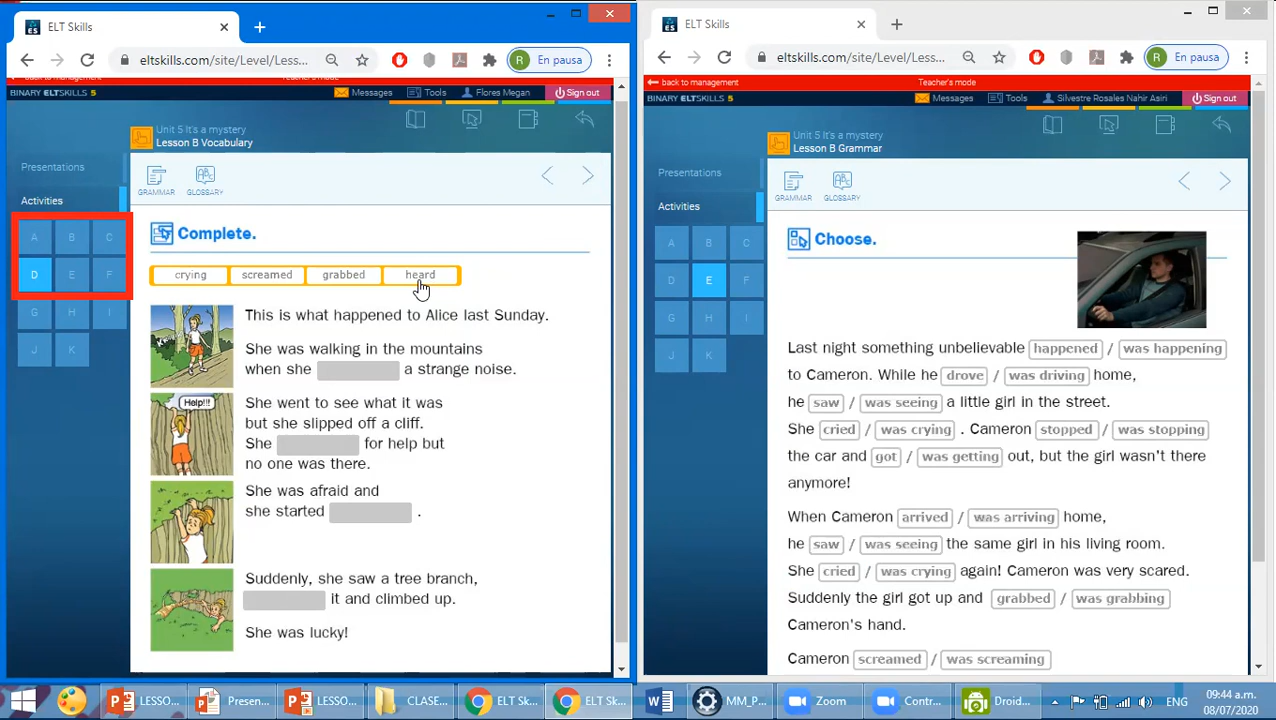 ELT Skills
eltskills.com/site/Level/Less...
R En pausa
back to management
Teacher's mode
BINARY ELTSKILLS 5
Messages
Tools
Flores Megan
Sign out
Unit 5 It's a mystery
Lesson B Vocabulary
Presentations
Activities
A B C
D E F
G H I
J K
GRAMMAR
GLOSSARY
Complete.
crying screamed grabbed heard
This is what happened to Alice last Sunday.
She was walking in the mountains
when she a strange noise.
Help!!!
She went to see what it was
but she slipped off a cliff.
She for help but
no one was there.
She was afraid and
she started .
Suddenly, she saw a tree branch,
it and climbed up.
She was lucky!
ELT Skills
eltskills.com/site/Level/Less...
R En pausa
back to management
Teacher's mode
BINARY ELTSKILLS 5
Messages
Tools
Silvestre Rosales Nahir Asiri
Sign out
Unit 5 It's a mystery
Lesson B Grammar
Presentations
Activities
A B C
D E F
G H I
J K
GRAMMAR
GLOSSARY
Choose.
Last night something unbelievable happened / was happening
to Cameron. While he drove / was driving home,
he saw / was seeing a little girl in the street.
She cried / was crying . Cameron stopped / was stopping
the car and got / was getting out, but the girl wasn't there
anymore!
When Cameron arrived / was arriving home,
he saw / was seeing the same girl in his living room.
She cried / was crying again! Cameron was very scared.
Suddenly the girl got up and grabbed / was grabbing
Cameron's hand.
Cameron screamed / was screaming
LESSO...
Presen...
LESSO...
CLASE...
ELT Sk...
ELT Sk...
MM_P...
Zoom
Contr...
Droid...
ENG
09:44 a.m.
08/07/2020